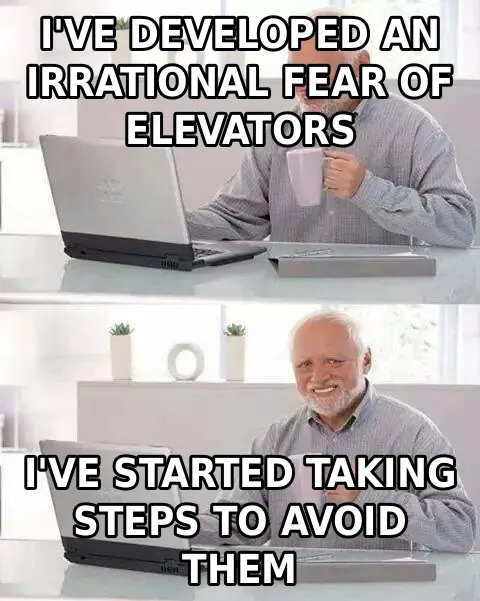 I'VE DEVELOPED AN
IRRATIONAL FEAR OF
ELEVATORS
I'VE STARTED TAKING
STEPS TO AVOID
THEM